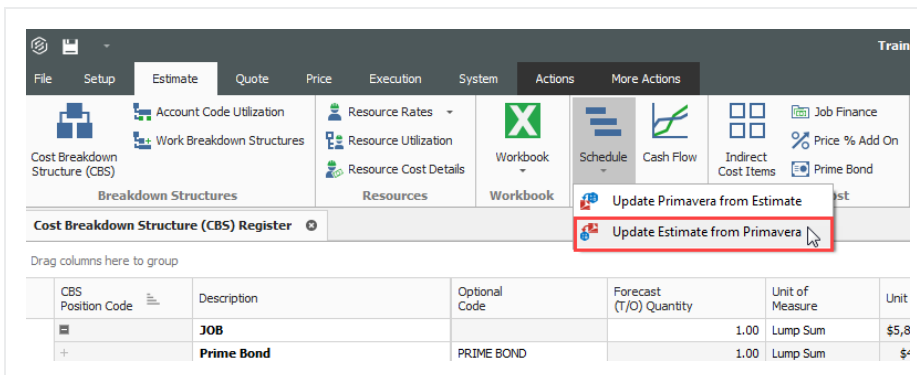 Train
File Setup Estimate Quote Price Execution System Actions More Actions
Account Code Utilization
Work Breakdown Structures
Cost Breakdown
Structure (CBS)
Breakdown Structures
Resource Rates
Resource Utilization
Resource Cost Details
Resources
Workbook
Workbook
Schedule
Cash Flow
Indirect
Cost Items
Job Finance
Price % Add On
Prime Bond
Update Primavera from Estimate
Update Estimate from Primavera
Cost Breakdown Structure (CBS) Register
Drag columns here to group
CBS
Position Code
Description
Optional
Code
Forecast
(T/O) Quantity
Unit of
Measure
Unit
JOB 1.00 Lump Sum $5,8
Prime Bond PRIME BOND 1.00 Lump Sum $4